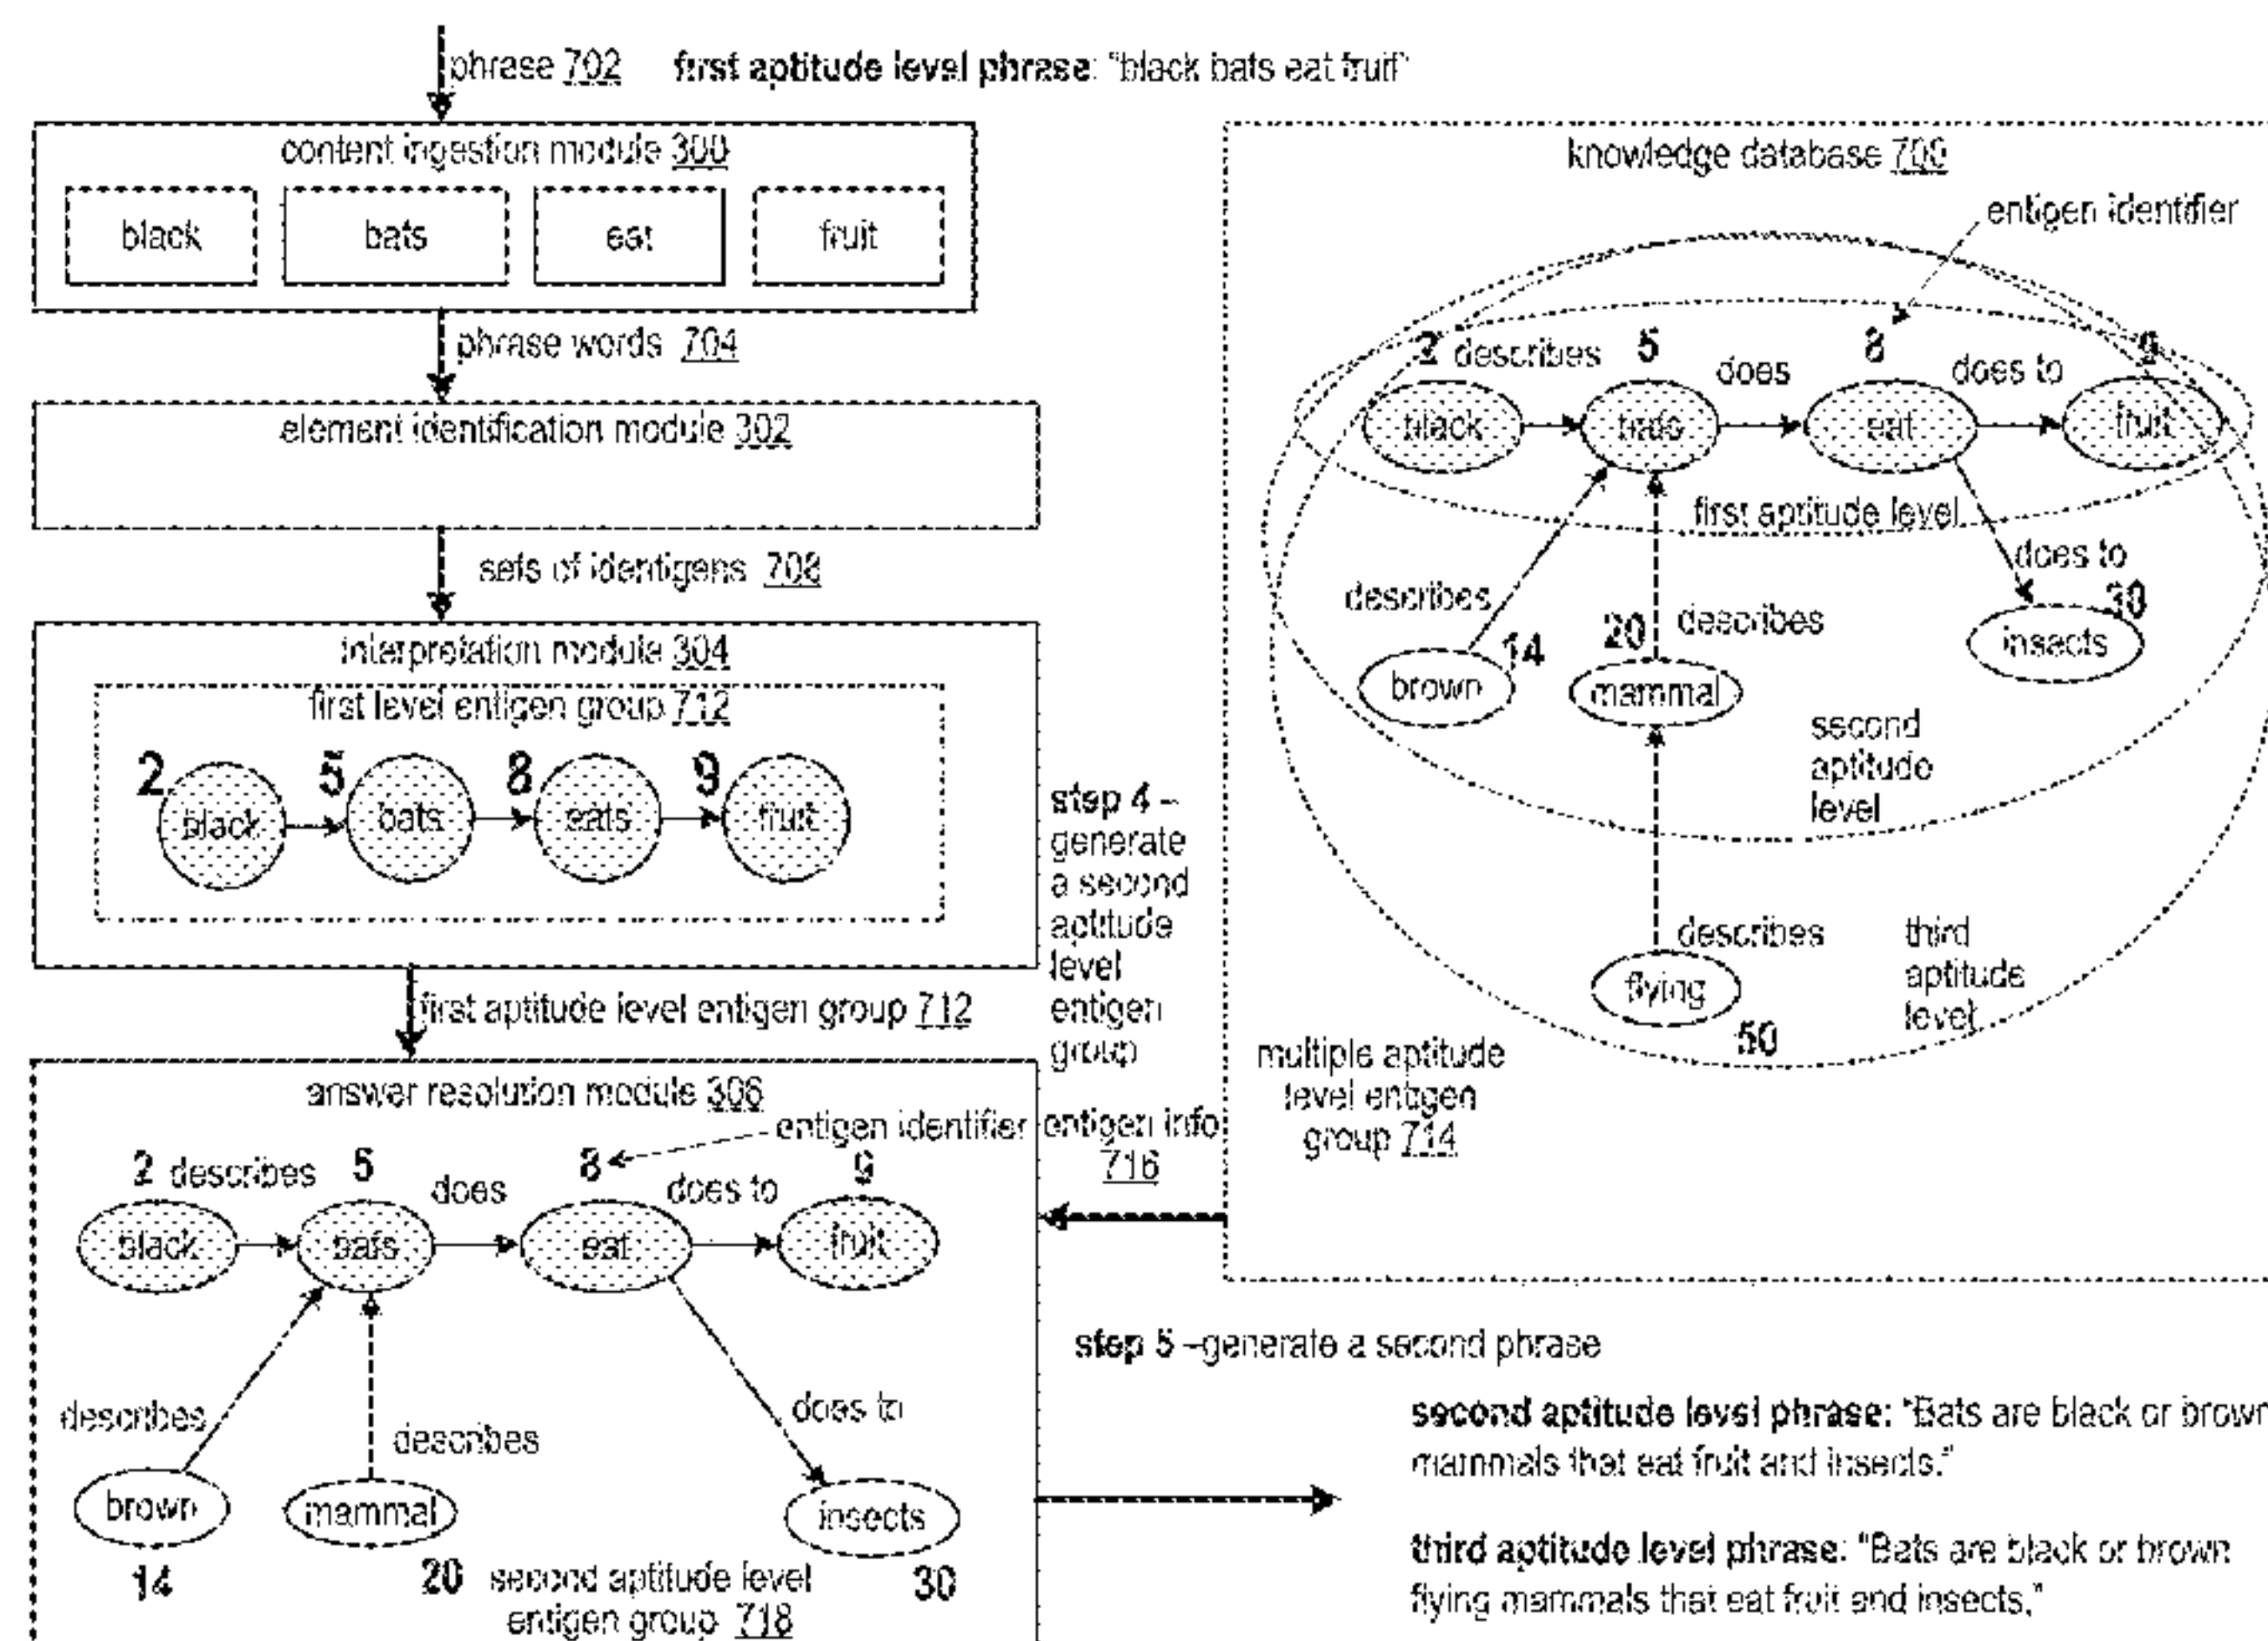 phrase 702 first aptitude level phrase: "black bats eat fruit"
content ingestion module 300
black bats eat fruit
phrase words 704
element identification module 302
sets of identigens 708
interpretation module 304
first level entigen group 712
2 5 8 9
black bats eats fruit
first aptitude level entigen group 712
step 4 –
generate
a second
aptitude
level
entigen
group
answer resolution module 306
entigen identifier
entigen info
716
2 describes 5 does 8 does to 9
black bats eat fruit
describes
describes
does to
brown mammal insects
14 20 30
second aptitude level
entigen group 718
knowledge database 700
entigen identifier
2 describes 5 does 8 does to 9
black bats eat fruit
first aptitude level
describes
20 describes
does to
30
14
brown mammal insects
second
aptitude
level
describes
flying
50
third
aptitude
level
multiple aptitude
level entigen
group 714
step 5 –generate a second phrase
second aptitude level phrase: "Bats are black or brown
mammals that eat fruit and insects."
third aptitude level phrase: "Bats are black or brown
flying mammals that eat fruit and insects,"